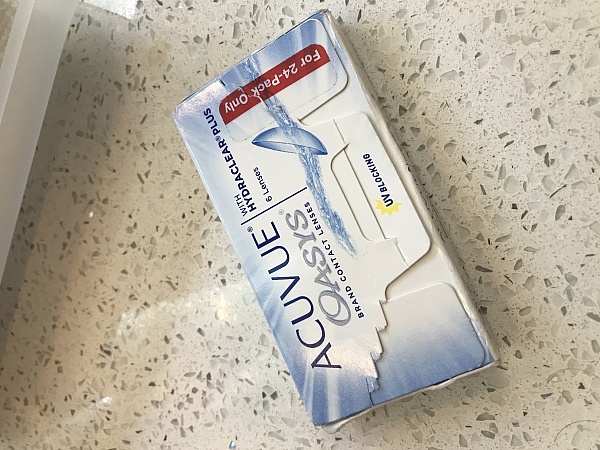 For 24-Pack Only
ACUVUE® WITH HYDRACLEAR® PLUS
OASYS® 6 Lenses
BRAND CONTACT LENSES
UV BLOCKING